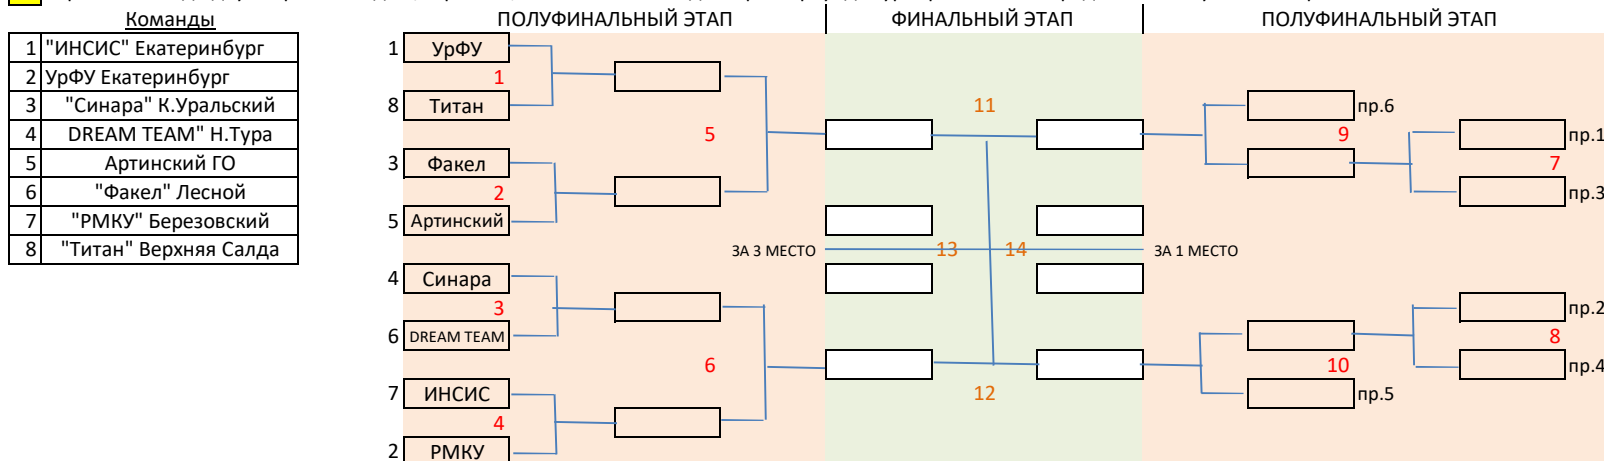 Команды
1 "ИНСИС" Екатеринбург
2 УрФУ Екатеринбург
3 "Синара" К.Уральский
4 DREAM TEAM" Н.Тура
5 Артинский ГО
6 "Факел" Лесной
7 "РМКУ" Березовский
8 "Титан" Верхняя Салда
ПОЛУФИНАЛЬНЫЙ ЭТАП
ФИНАЛЬНЫЙ ЭТАП
ПОЛУФИНАЛЬНЫЙ ЭТАП
1 УрФУ
1
8 Титан
5
3 Факел
2
5 Артинский
4 Синара
3
6 DREAM TEAM
6
7 ИНСИС
4
2 РМКУ
11
ЗА 3 МЕСТО
13
14
ЗА 1 МЕСТО
12
пр.6
9
пр.1
7
пр.3
пр.2
8
10
пр.4
пр.5